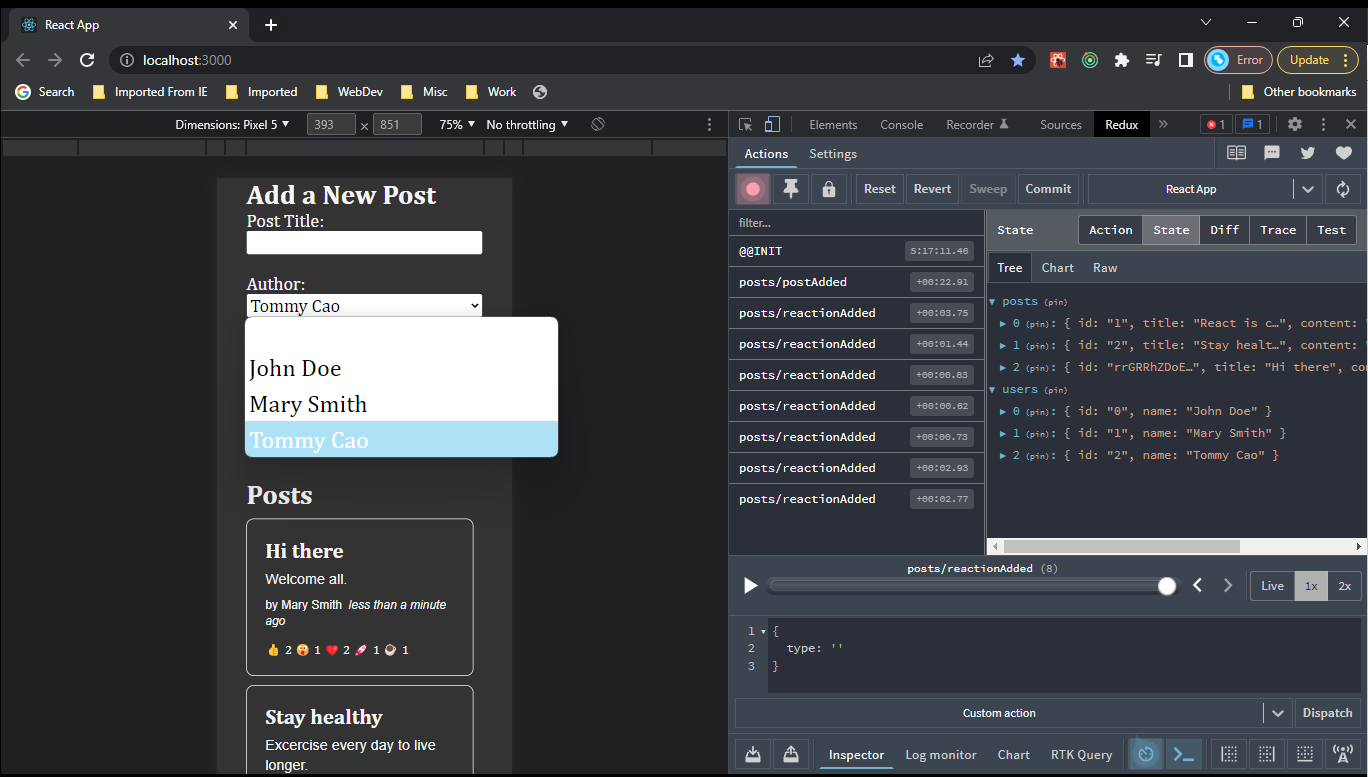 React App
localhost:3000
Error
Update
Search
Imported From IE
Imported
WebDev
Misc
Work
Other bookmarks
Dimensions: Pixel 5 ▼ 393 × 851 75% ▼ No throttling ▼
Elements Console Recorder Sources Redux » 1 1
Actions Settings
Reset Revert Sweep Commit React App
filter...
@@INIT 5:17:11.46
posts/postAdded +00:22.91
posts/reactionAdded +00:03.75
posts/reactionAdded +00:01.44
posts/reactionAdded +00:00.83
posts/reactionAdded +00:00.62
posts/reactionAdded +00:00.73
posts/reactionAdded +00:02.93
posts/reactionAdded +00:02.77
State Action State Diff Trace Test
Tree Chart Raw
▼ posts (pin)
▶ 0 (pin): { id: "1", title: "React is c…", content: "
▶ 1 (pin): { id: "2", title: "Stay healt…", content: "
▶ 2 (pin): { id: "rrGRRhZDoE…", title: "Hi there", co
▼ users (pin)
▶ 0 (pin): { id: "0", name: "John Doe" }
▶ 1 (pin): { id: "1", name: "Mary Smith" }
▶ 2 (pin): { id: "2", name: "Tommy Cao" }
posts/reactionAdded (8)
Live 1x 2x
1 {
2 type: ''
3 }
Custom action Dispatch
Inspector Log monitor Chart RTK Query
Add a New Post
Post Title:
Author:
Tommy Cao
John Doe
Mary Smith
Tommy Cao
Posts
Hi there
Welcome all.
by Mary Smith less than a minute
ago
👍 2 😮 1 ❤️ 2 🚀 1 ☕ 1
Stay healthy
Excercise every day to live
longer.